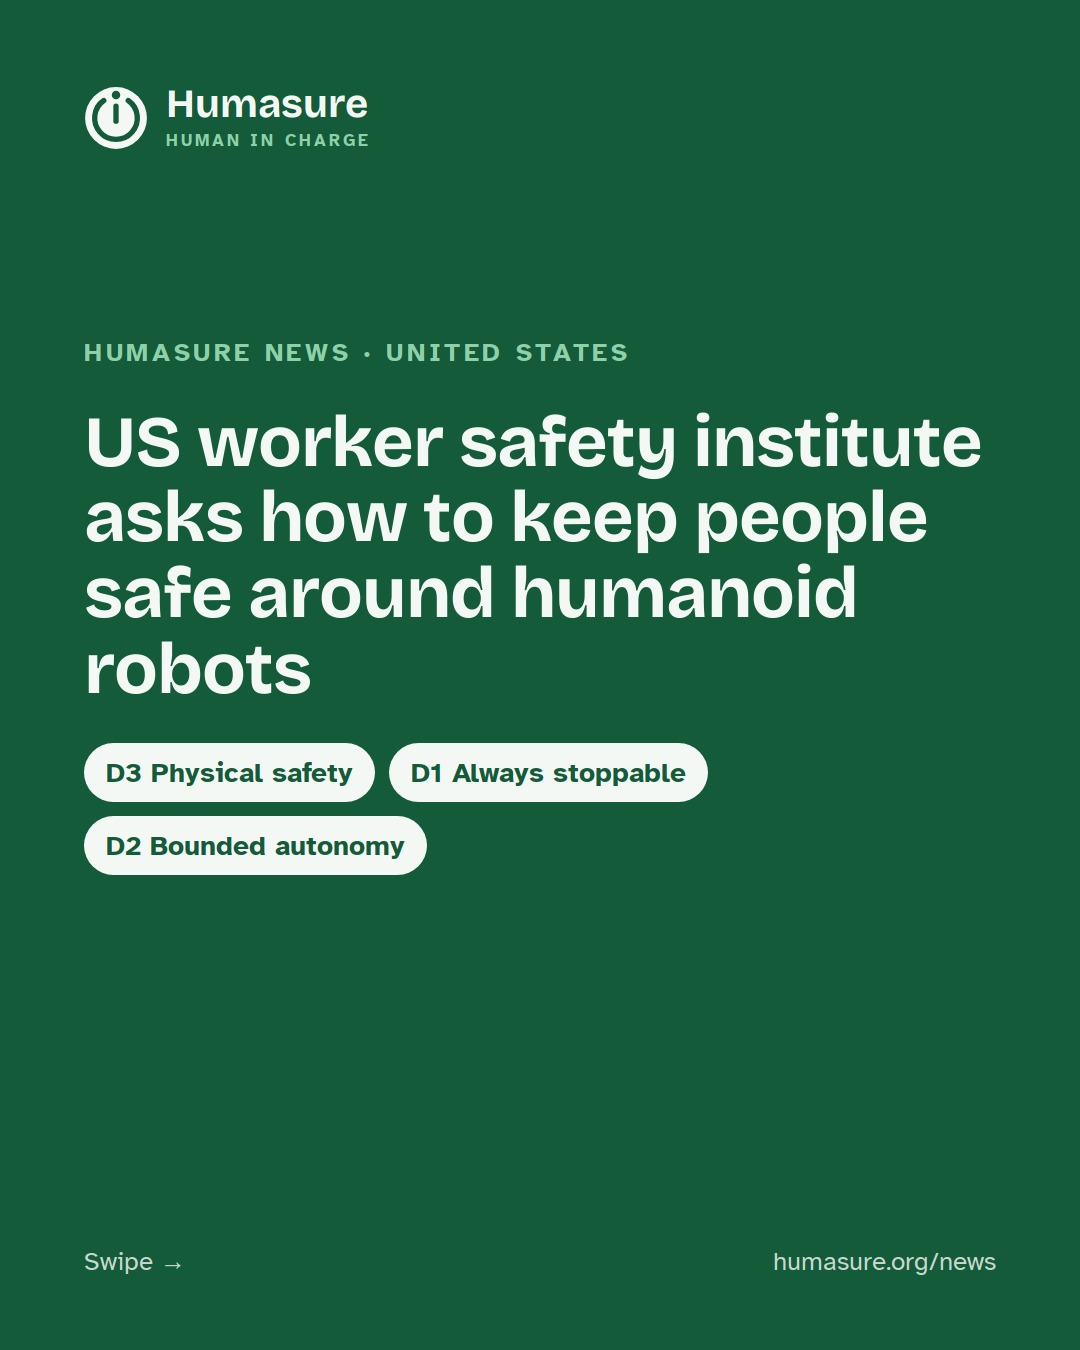 Humasure
HUMAN IN CHARGE
HUMASURE NEWS · UNITED STATES
US worker safety institute
asks how to keep people
safe around humanoid
robots
D3 Physical safety
D1 Always stoppable
D2 Bounded autonomy
Swipe →
humasure.org/news